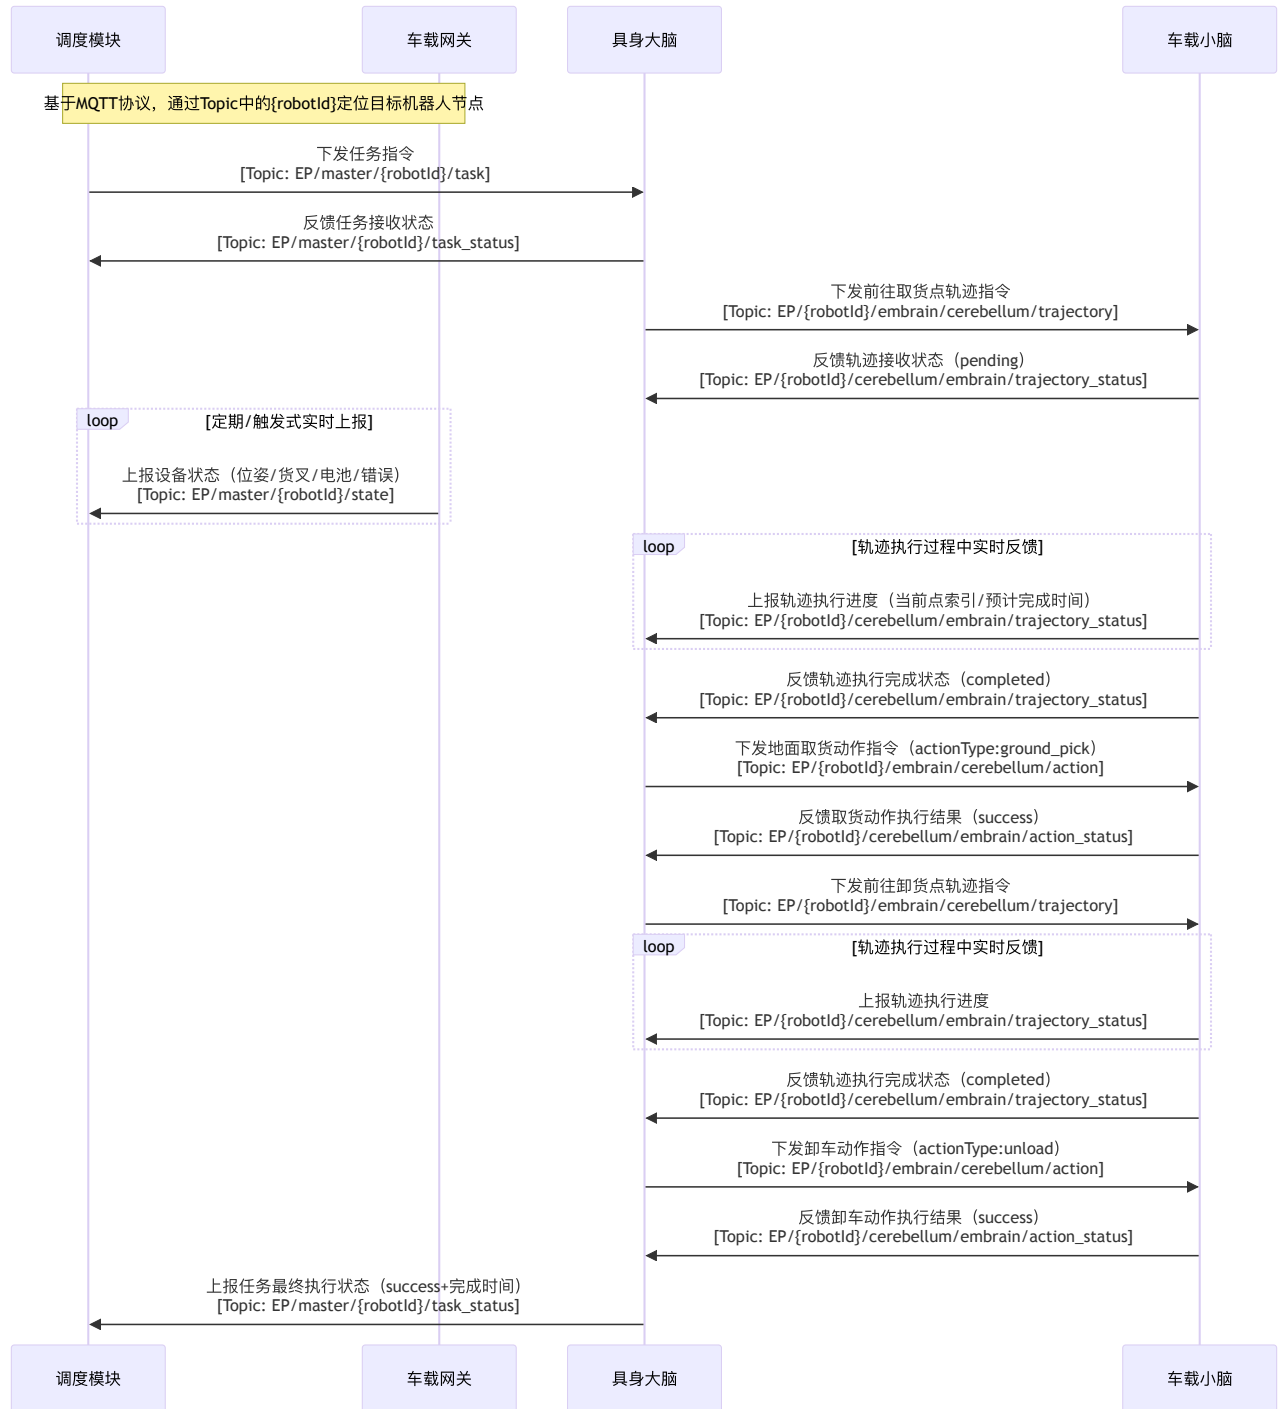 调度模块
车载网关
具身大脑
车载小脑
基于MQTT协议，通过Topic中的{robotId}定位目标机器人节点
下发任务指令
[Topic: EP/master/{robotId}/task]
反馈任务接收状态
[Topic: EP/master/{robotId}/task_status]
下发前往取货点轨迹指令
[Topic: EP/{robotId}/embrain/cerebellum/trajectory]
反馈轨迹接收状态（pending）
[Topic: EP/{robotId}/cerebellum/embrain/trajectory_status]
loop
[定期/触发式实时上报]
上报设备状态（位姿/货叉/电池/错误）
[Topic: EP/master/{robotId}/state]
loop
[轨迹执行过程中实时反馈]
上报轨迹执行进度（当前点索引/预计完成时间）
[Topic: EP/{robotId}/cerebellum/embrain/trajectory_status]
反馈轨迹执行完成状态（completed）
[Topic: EP/{robotId}/cerebellum/embrain/trajectory_status]
下发地面取货动作指令（actionType:ground_pick）
[Topic: EP/{robotId}/embrain/cerebellum/action]
反馈取货动作执行结果（success）
[Topic: EP/{robotId}/cerebellum/embrain/action_status]
下发前往卸货点轨迹指令
[Topic: EP/{robotId}/embrain/cerebellum/trajectory]
loop
[轨迹执行过程中实时反馈]
上报轨迹执行进度
[Topic: EP/{robotId}/cerebellum/embrain/trajectory_status]
反馈轨迹执行完成状态（completed）
[Topic: EP/{robotId}/cerebellum/embrain/trajectory_status]
下发卸车动作指令（actionType:unload）
[Topic: EP/{robotId}/embrain/cerebellum/action]
反馈卸车动作执行结果（success）
[Topic: EP/{robotId}/cerebellum/embrain/action_status]
上报任务最终执行状态（success+完成时间）
[Topic: EP/master/{robotId}/task_status]
调度模块
车载网关
具身大脑
车载小脑